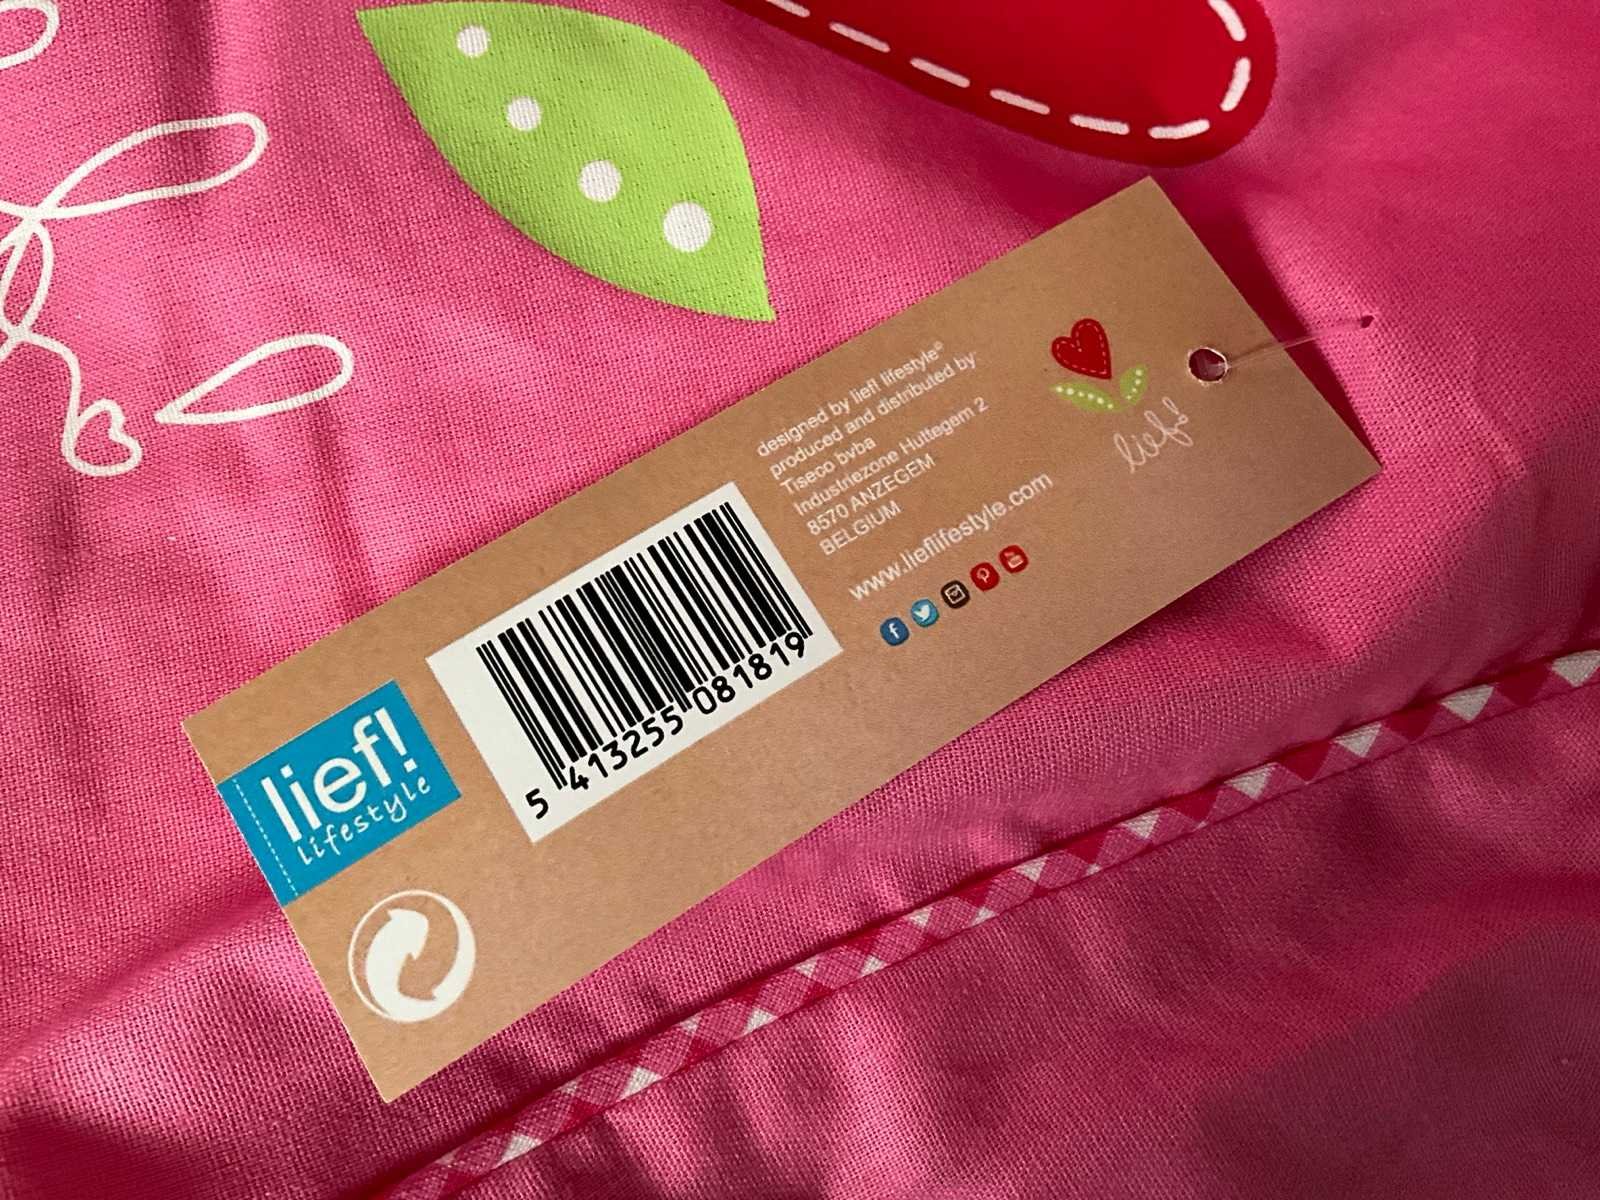 designed by lief! lifestyle®
produced and distributed by:
Tiseco bvba
Industriezone Huttegem 2
8570 ANZEGEM
BELGIUM
www.lieflifestyle.com
lief!
5 413255 081819
lief!
lifestyle